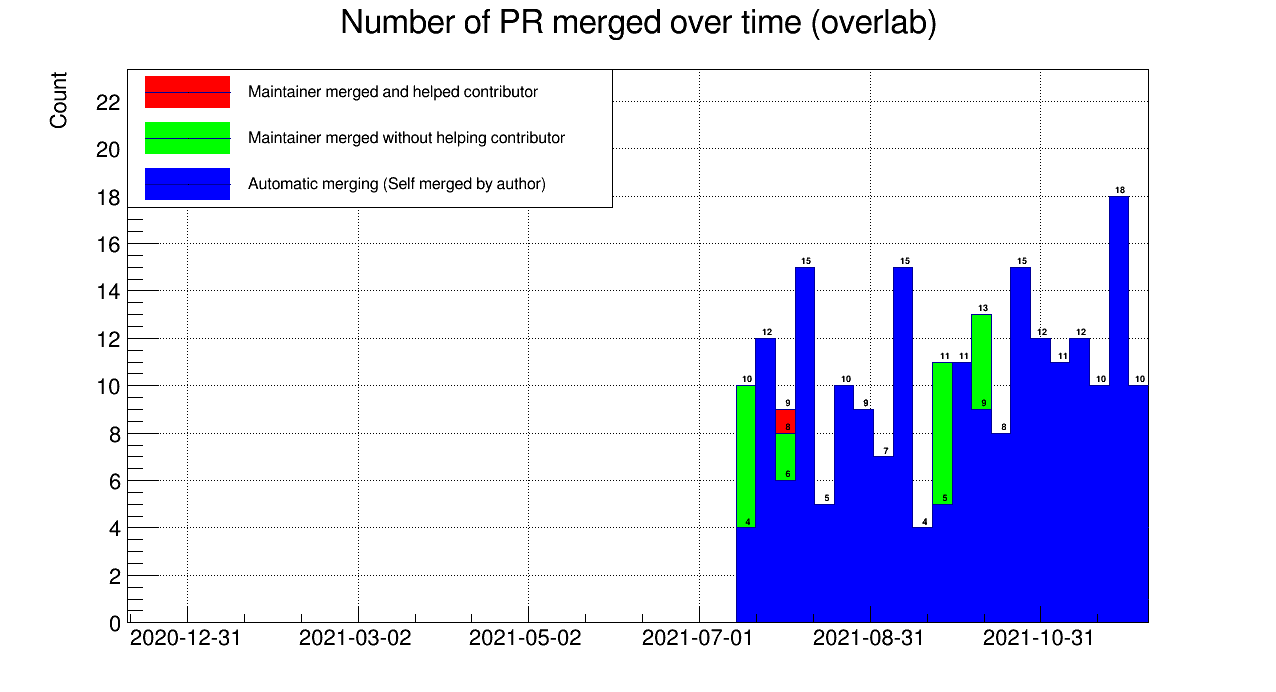 Number of PR merged over time (overlab)
Count
Maintainer merged and helped contributor
Maintainer merged without helping contributor
Automatic merging (Self merged by author)
22
20
18
16
14
12
10
8
6
4
2
0
18
15 15 15
13
12 12 12
11 11 11
10 10 10 10
9 9 9
8 8
7
6
5 5
4 4
2020-12-31 2021-03-02 2021-05-02 2021-07-01 2021-08-31 2021-10-31